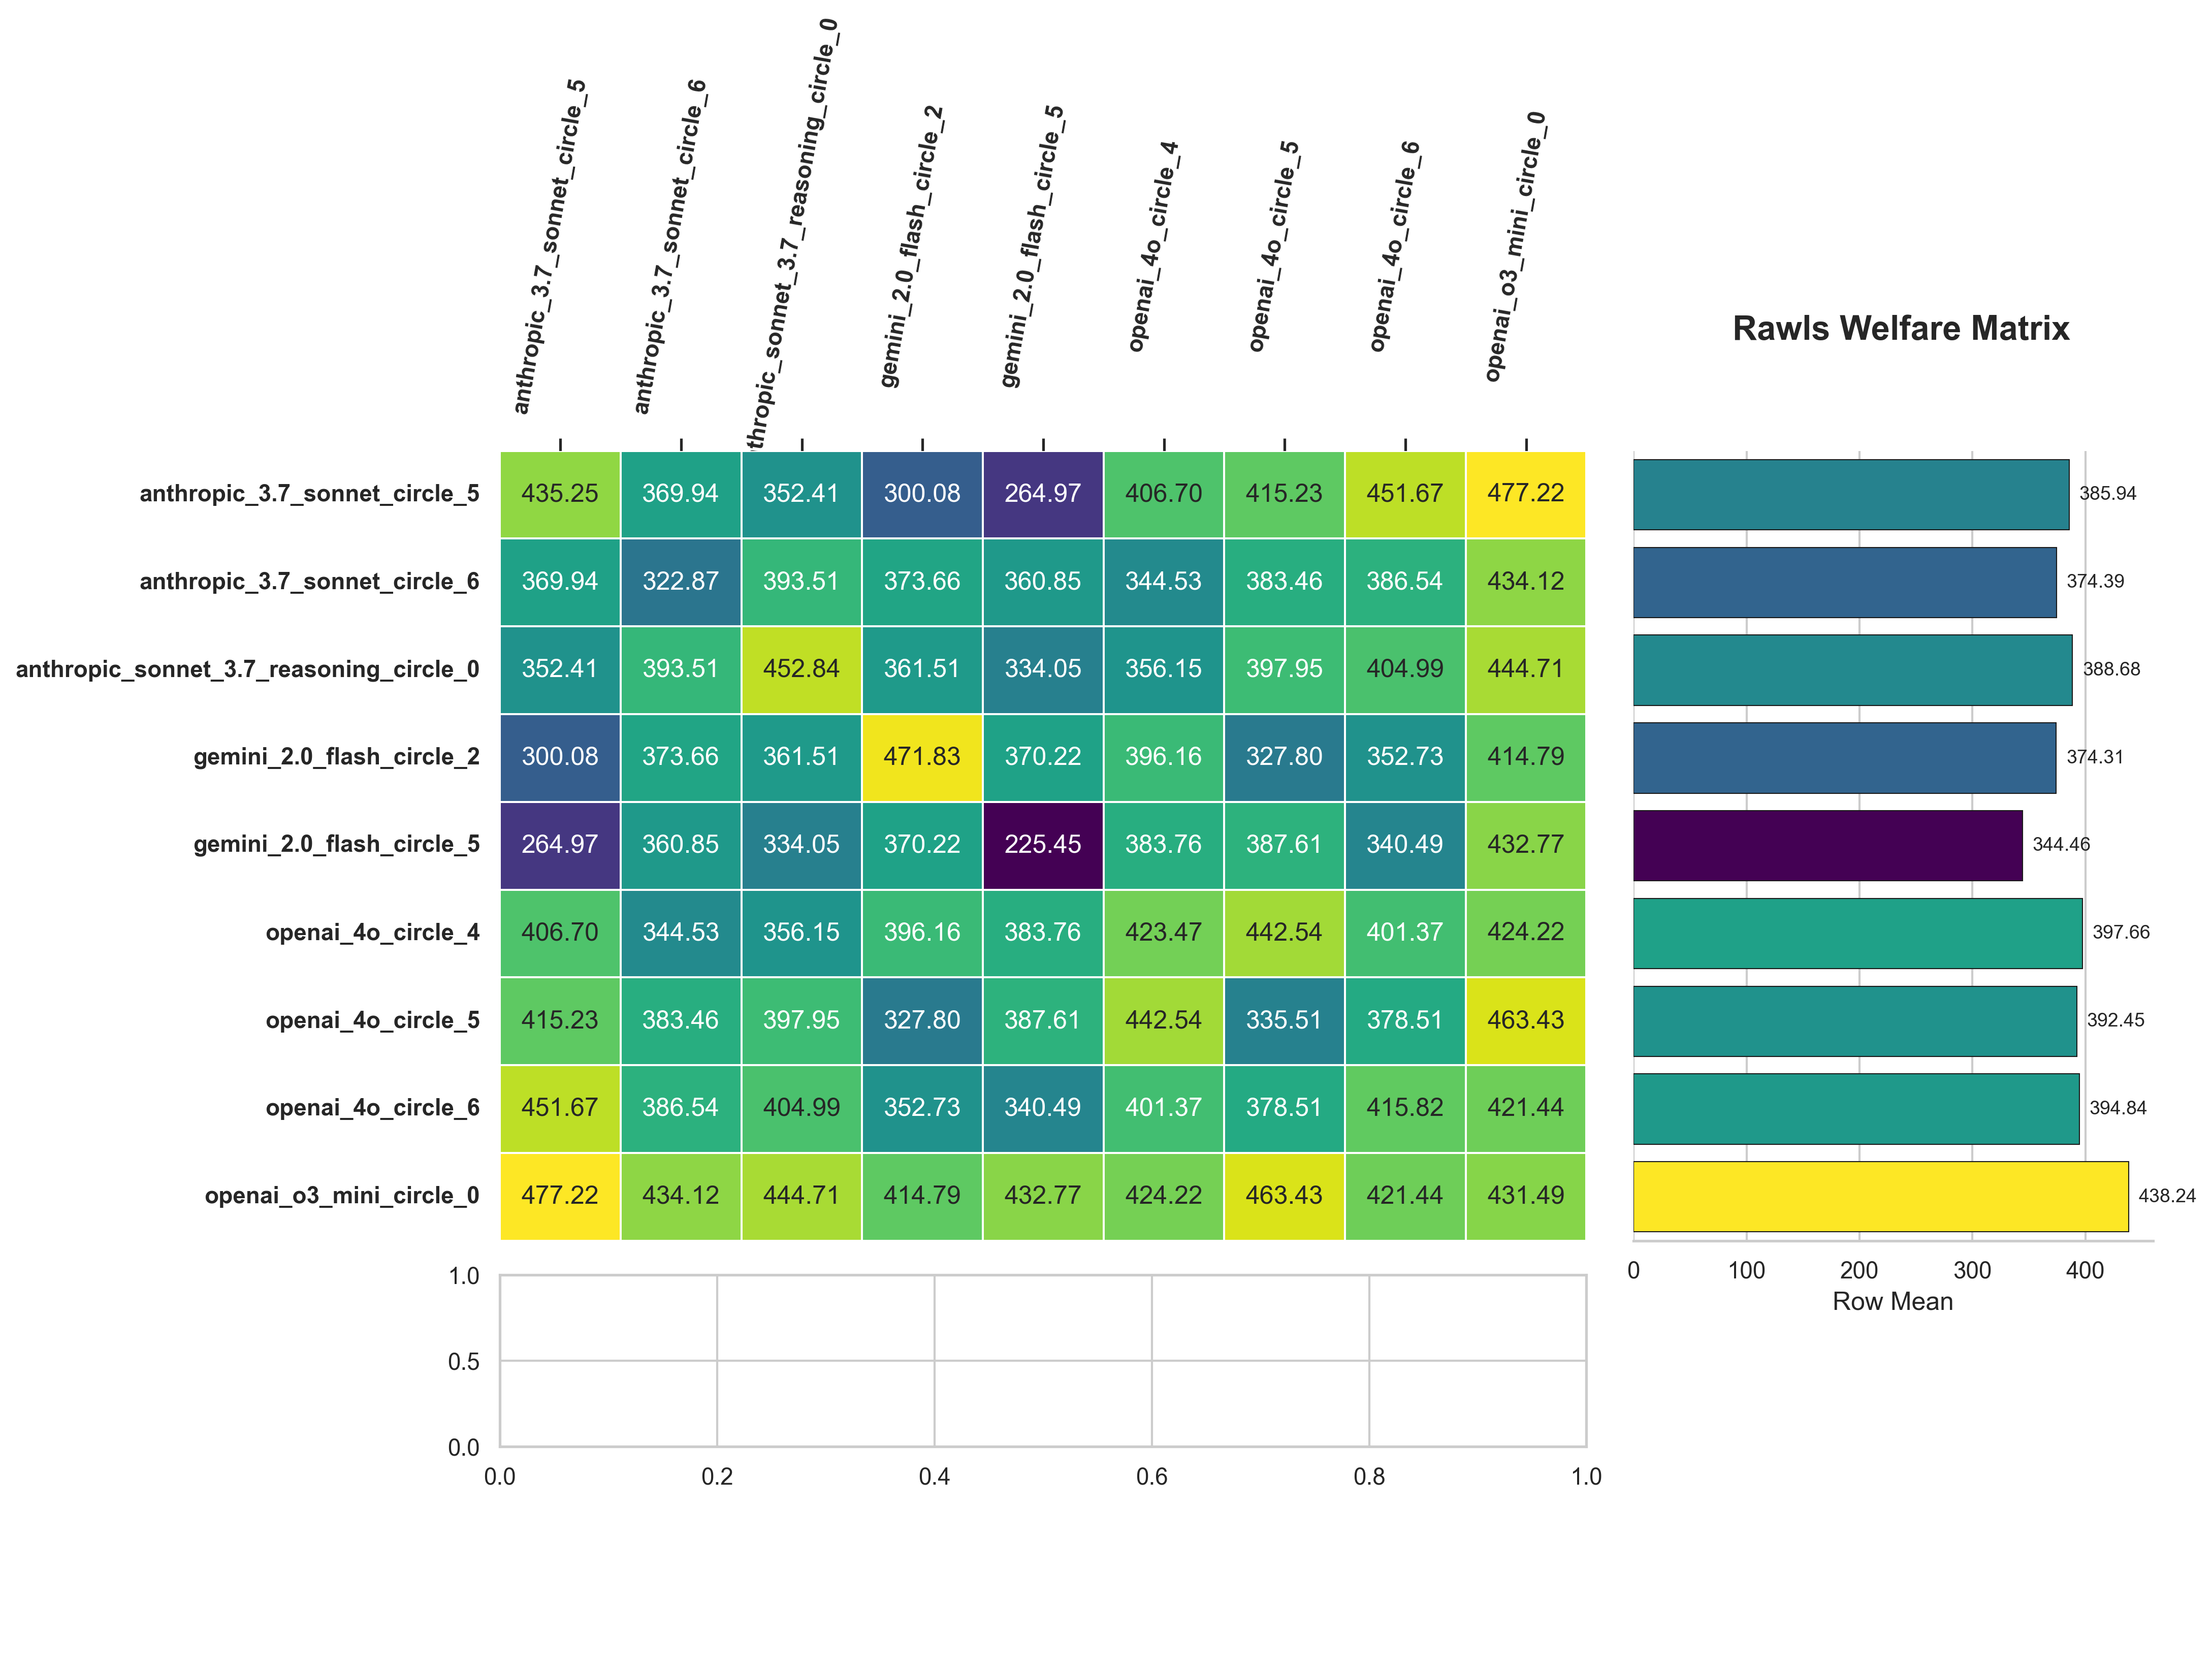 anthropic_3.7_sonnet_circle_5
anthropic_3.7_sonnet_circle_6
thropic_sonnet_3.7_reasoning_circle_0
gemini_2.0_flash_circle_2
gemini_2.0_flash_circle_5
openai_4o_circle_4
openai_4o_circle_5
openai_4o_circle_6
openai_o3_mini_circle_0
Rawls Welfare Matrix
anthropic_3.7_sonnet_circle_5 435.25 369.94 352.41 300.08 264.97 406.70 415.23 451.67 477.22 385.94
anthropic_3.7_sonnet_circle_6 369.94 322.87 393.51 373.66 360.85 344.53 383.46 386.54 434.12 374.39
anthropic_sonnet_3.7_reasoning_circle_0 352.41 393.51 452.84 361.51 334.05 356.15 397.95 404.99 444.71 388.68
gemini_2.0_flash_circle_2 300.08 373.66 361.51 471.83 370.22 396.16 327.80 352.73 414.79 374.31
gemini_2.0_flash_circle_5 264.97 360.85 334.05 370.22 225.45 383.76 387.61 340.49 432.77 344.46
openai_4o_circle_4 406.70 344.53 356.15 396.16 383.76 423.47 442.54 401.37 424.22 397.66
openai_4o_circle_5 415.23 383.46 397.95 327.80 387.61 442.54 335.51 378.51 463.43 392.45
openai_4o_circle_6 451.67 386.54 404.99 352.73 340.49 401.37 378.51 415.82 421.44 394.84
openai_o3_mini_circle_0 477.22 434.12 444.71 414.79 432.77 424.22 463.43 421.44 431.49 438.24
0 100 200 300 400
Row Mean
1.0
0.5
0.0
0.0 0.2 0.4 0.6 0.8 1.0